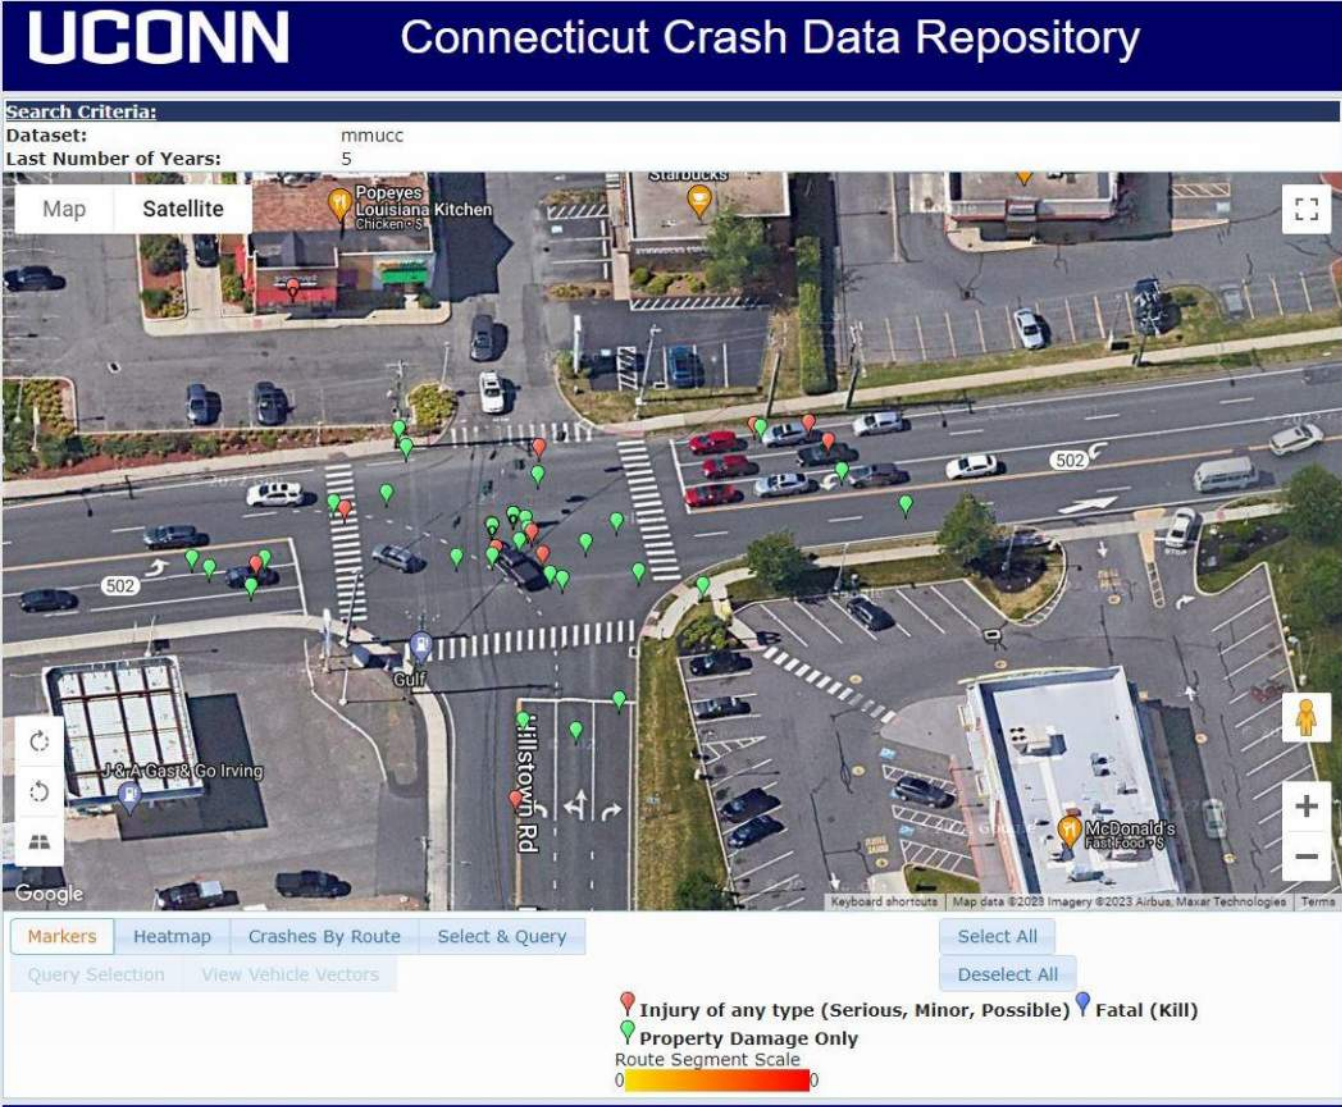 UCONN Connecticut Crash Data Repository
Search Criteria:
Dataset: mmucc
Last Number of Years: 5
Map Satellite
Popeyes
Louisiana Kitchen
Chicken • $
Starbucks
502
502
Gulf
J & A Gas & Go Irving
Hillstown Rd
McDonald's
Fast Food • $
Google
Keyboard shortcuts Map data ©2023 Imagery ©2023 Airbus, Maxar Technologies Terms
Markers Heatmap Crashes By Route Select & Query Select All
Query Selection View Vehicle Vectors Deselect All
Injury of any type (Serious, Minor, Possible) Fatal (Kill)
Property Damage Only
Route Segment Scale
0 0